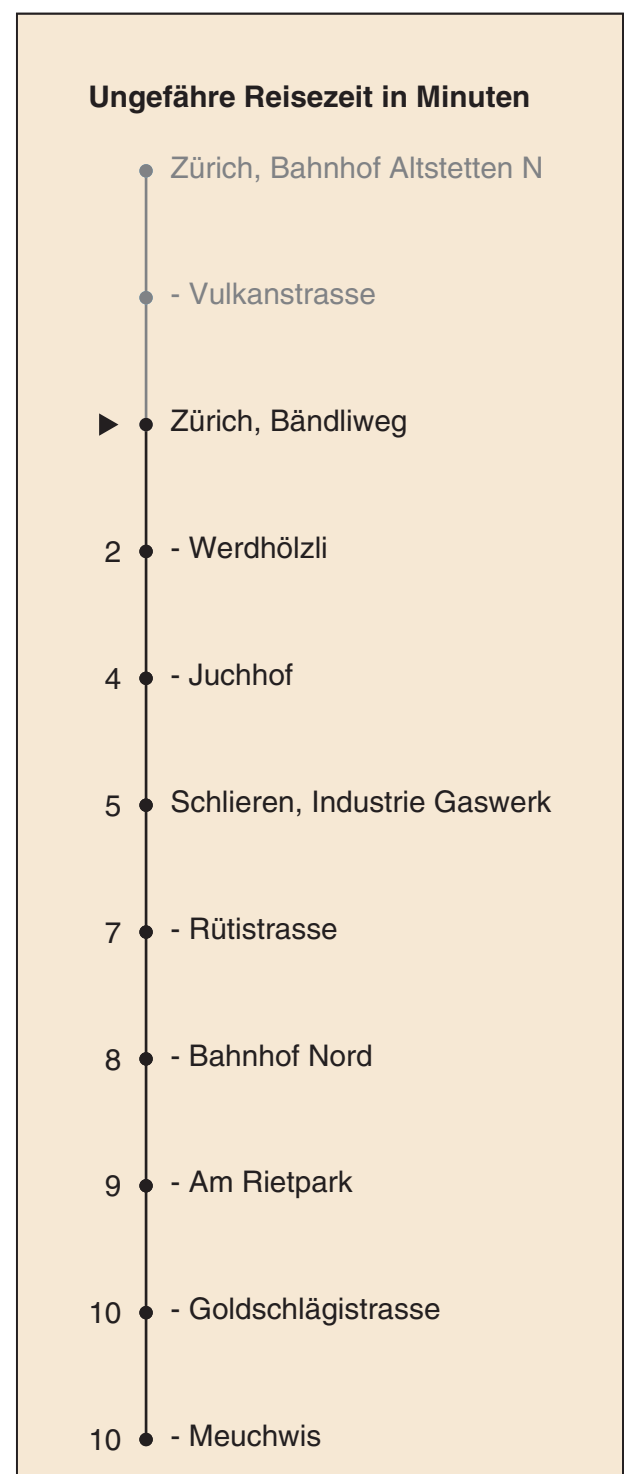 Ungefähre Reisezeit in Minuten
Zürich, Bahnhof Altstetten N
- Vulkanstrasse
Zürich, Bändliweg
2 - Werdhölzli
4 - Juchhof
5 Schlieren, Industrie Gaswerk
7 - Rütistrasse
8 - Bahnhof Nord
9 - Am Rietpark
10 - Goldschlägistrasse
10 - Meuchwis